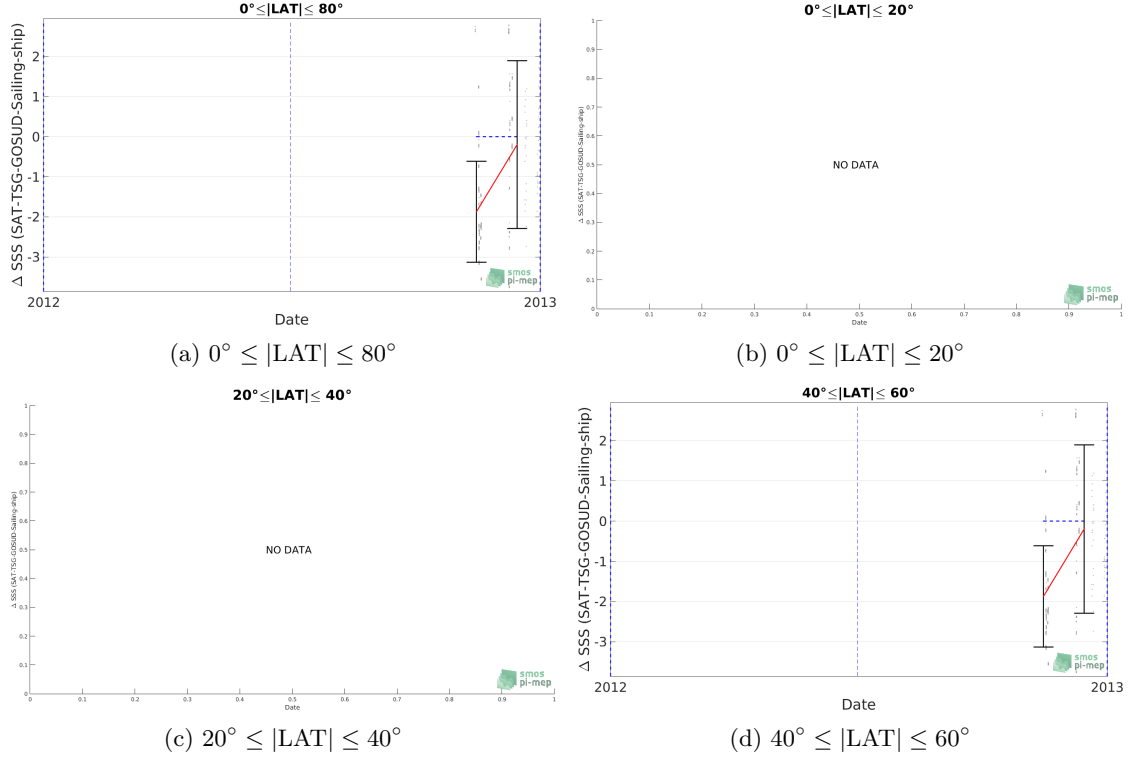 0°≤|LAT|≤ 80°
Δ SSS (SAT-TSG-GOSUD-Sailing-ship)
2
1
0
-1
-2
-3
2012
2013
Date
smos
pi-mep
(a) 0° ≤ |LAT| ≤ 80°
0°≤|LAT|≤ 20°
Δ SSS (SAT-TSG-GOSUD-Sailing-ship)
1
0.9
0.8
0.7
0.6
0.5
0.4
0.3
0.2
0.1
0
NO DATA
0 0.1 0.2 0.3 0.4 0.5 0.6 0.7 0.8 0.9 1
Date
smos
pi-mep
(b) 0° ≤ |LAT| ≤ 20°
20°≤|LAT|≤ 40°
Δ SSS (SAT-TSG-GOSUD-Sailing-ship)
1
0.9
0.8
0.7
0.6
0.5
0.4
0.3
0.2
0.1
0
NO DATA
0 0.1 0.2 0.3 0.4 0.5 0.6 0.7 0.8 0.9 1
Date
smos
pi-mep
(c) 20° ≤ |LAT| ≤ 40°
40°≤|LAT|≤ 60°
Δ SSS (SAT-TSG-GOSUD-Sailing-ship)
2
1
0
-1
-2
-3
2012
2013
Date
smos
pi-mep
(d) 40° ≤ |LAT| ≤ 60°